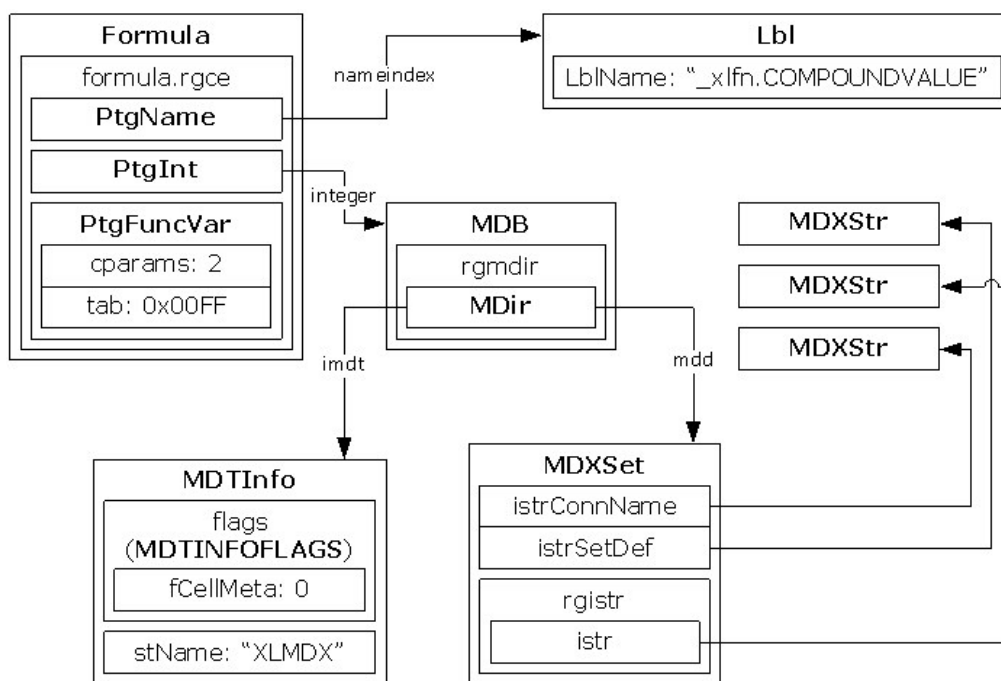 Formula
formula.rgce
PtgName
PtgInt
PtgFuncVar
cparams: 2
tab: 0x00FF
nameindex
integer
Lbl
LblName: “_xlfn.COMPOUNDVALUE”
MDB
rgmdir
MDir
imdt
mdd
MDXStr
MDXStr
MDXStr
MDTInfo
flags
(MDTINFOFLAGS)
fCellMeta: 0
stName: “XLMDX”
MDXSet
istrConnName
istrSetDef
rgistr
istr